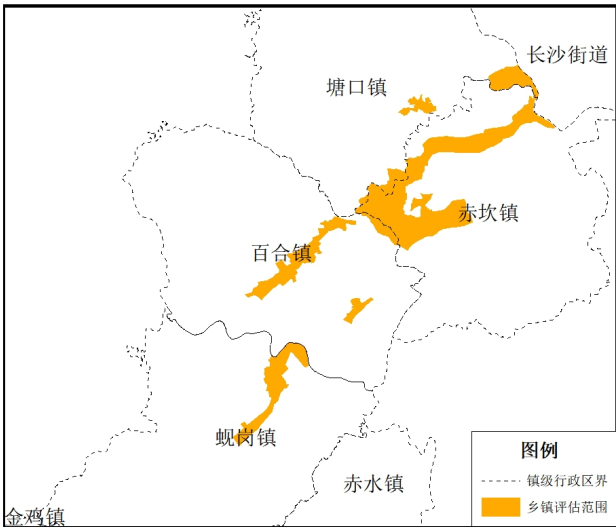 长沙街道
塘口镇
赤坎镇
百合镇
蚬岗镇
赤水镇
金鸡镇
图例
镇级行政区界
乡镇评估范围